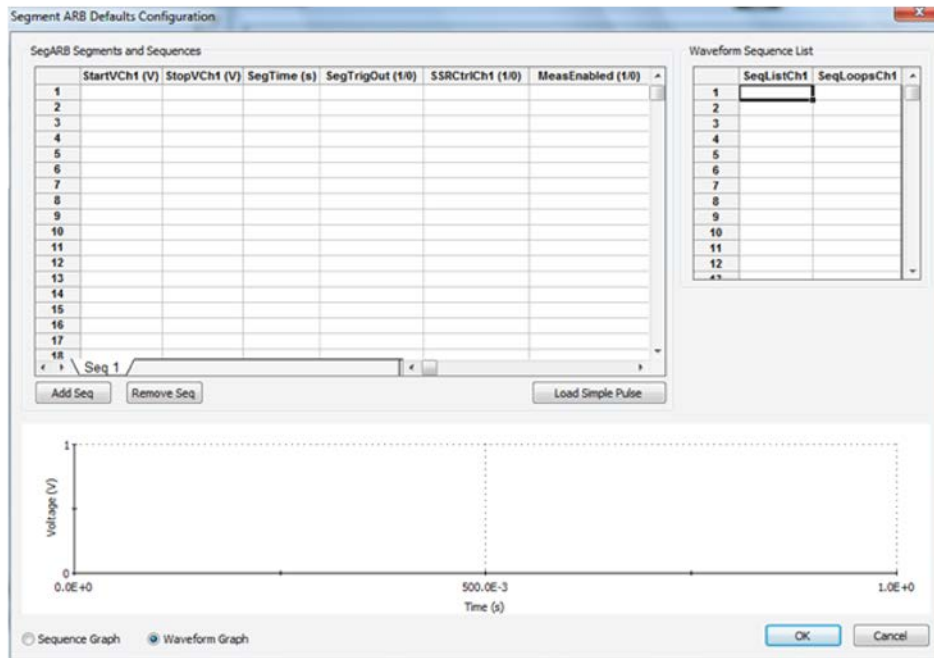 Segment ARB Defaults Configuration
SegARB Segments and Sequences
StartVCh1 (V) StopVCh1 (V) SegTime (s) SegTrigOut (1/0) SSRCtrlCh1 (1/0) MeasEnabled (1/0)
1
2
3
4
5
6
7
8
9
10
11
12
13
14
15
16
17
18
Seq 1
Add Seq Remove Seq Load Simple Pulse
Waveform Sequence List
SeqListCh1 SeqLoopsCh1
1
2
3
4
5
6
7
8
9
10
11
12
Voltage (V)
1
0
0.0E+0 500.0E-3 1.0E+0
Time (s)
Sequence Graph Waveform Graph OK Cancel